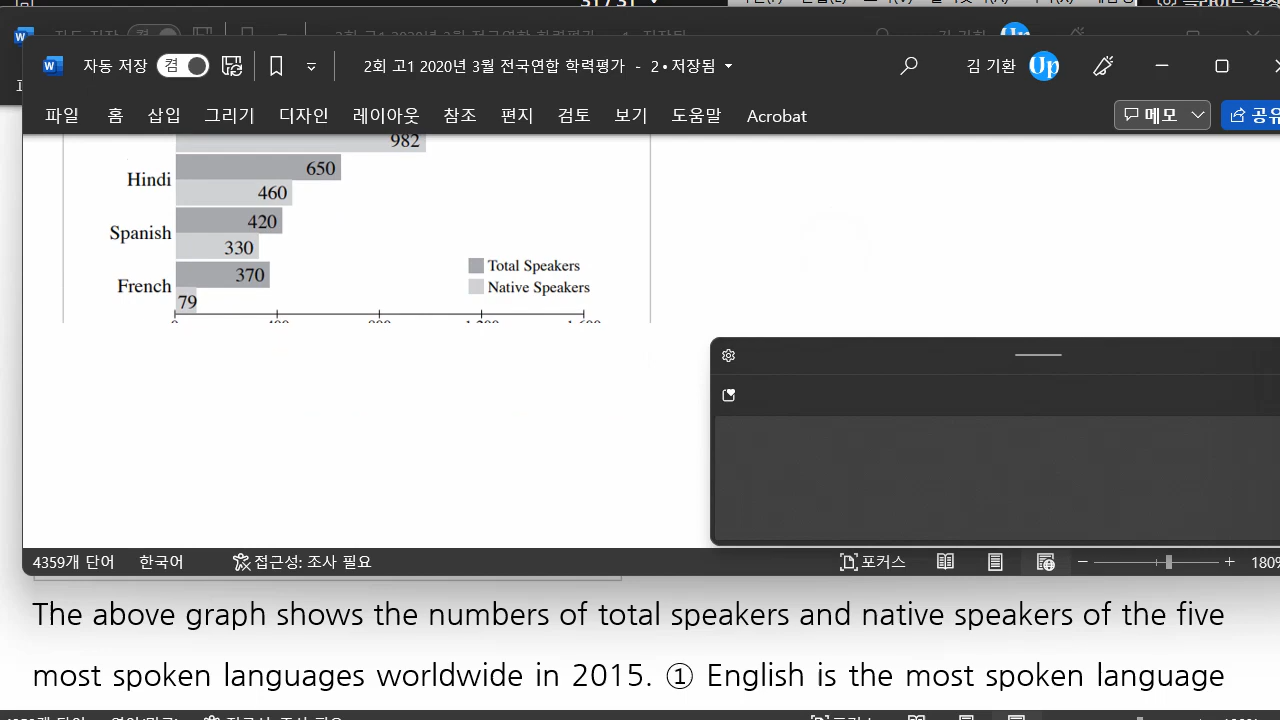 31 / 31
자동 저장 켬
2회 고1 2020년 3월 전국연합 학력평가 - 2 • 저장됨
김 기환
Up
파일 홈 삽입 그리기 디자인 레이아웃 참조 편지 검토 보기 도움말 Acrobat
메모
공유
982
Hindi
650
460
Spanish
420
330
French
370
79
Total Speakers
Native Speakers
4359개 단어 한국어 접근성: 조사 필요
포커스
180%
The above graph shows the numbers of total speakers and native speakers of the five
most spoken languages worldwide in 2015. ① English is the most spoken language